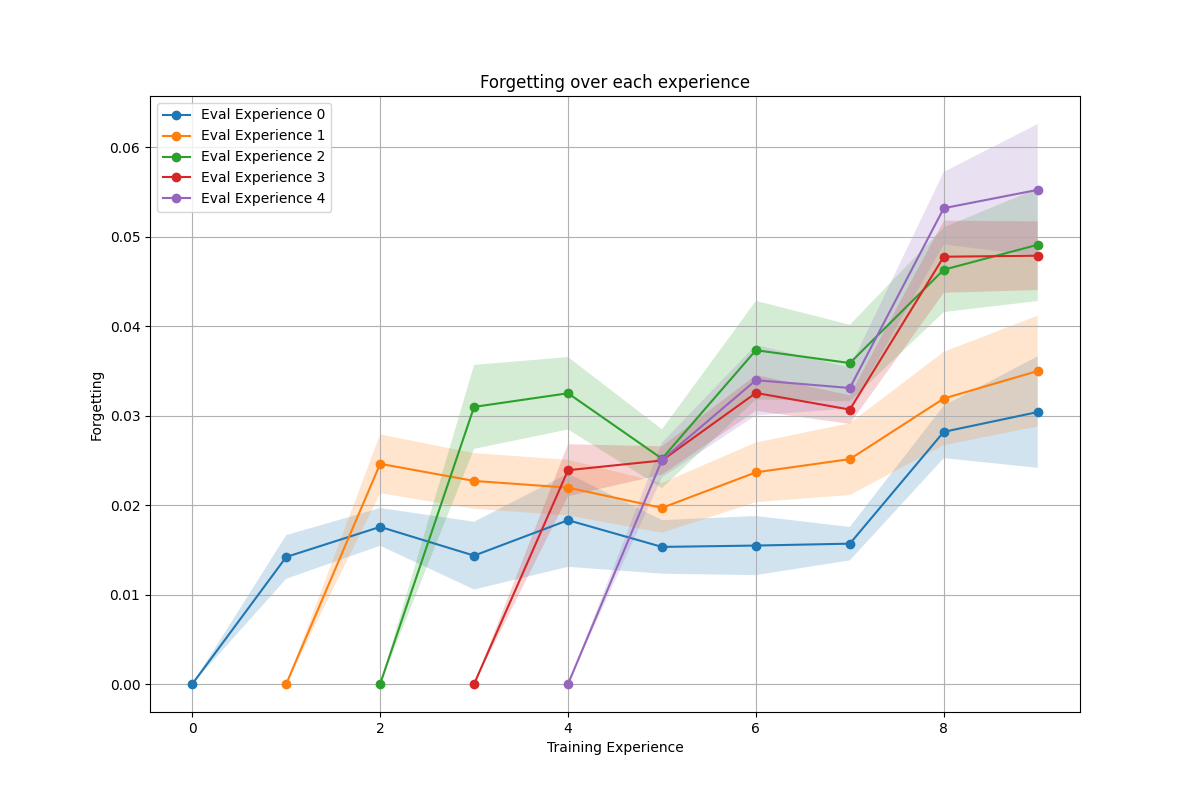 Forgetting over each experience
Eval Experience 0
Eval Experience 1
Eval Experience 2
Eval Experience 3
Eval Experience 4
0.06
0.05
0.04
0.03
0.02
0.01
0.00
Forgetting
0 2 4 6 8
Training Experience